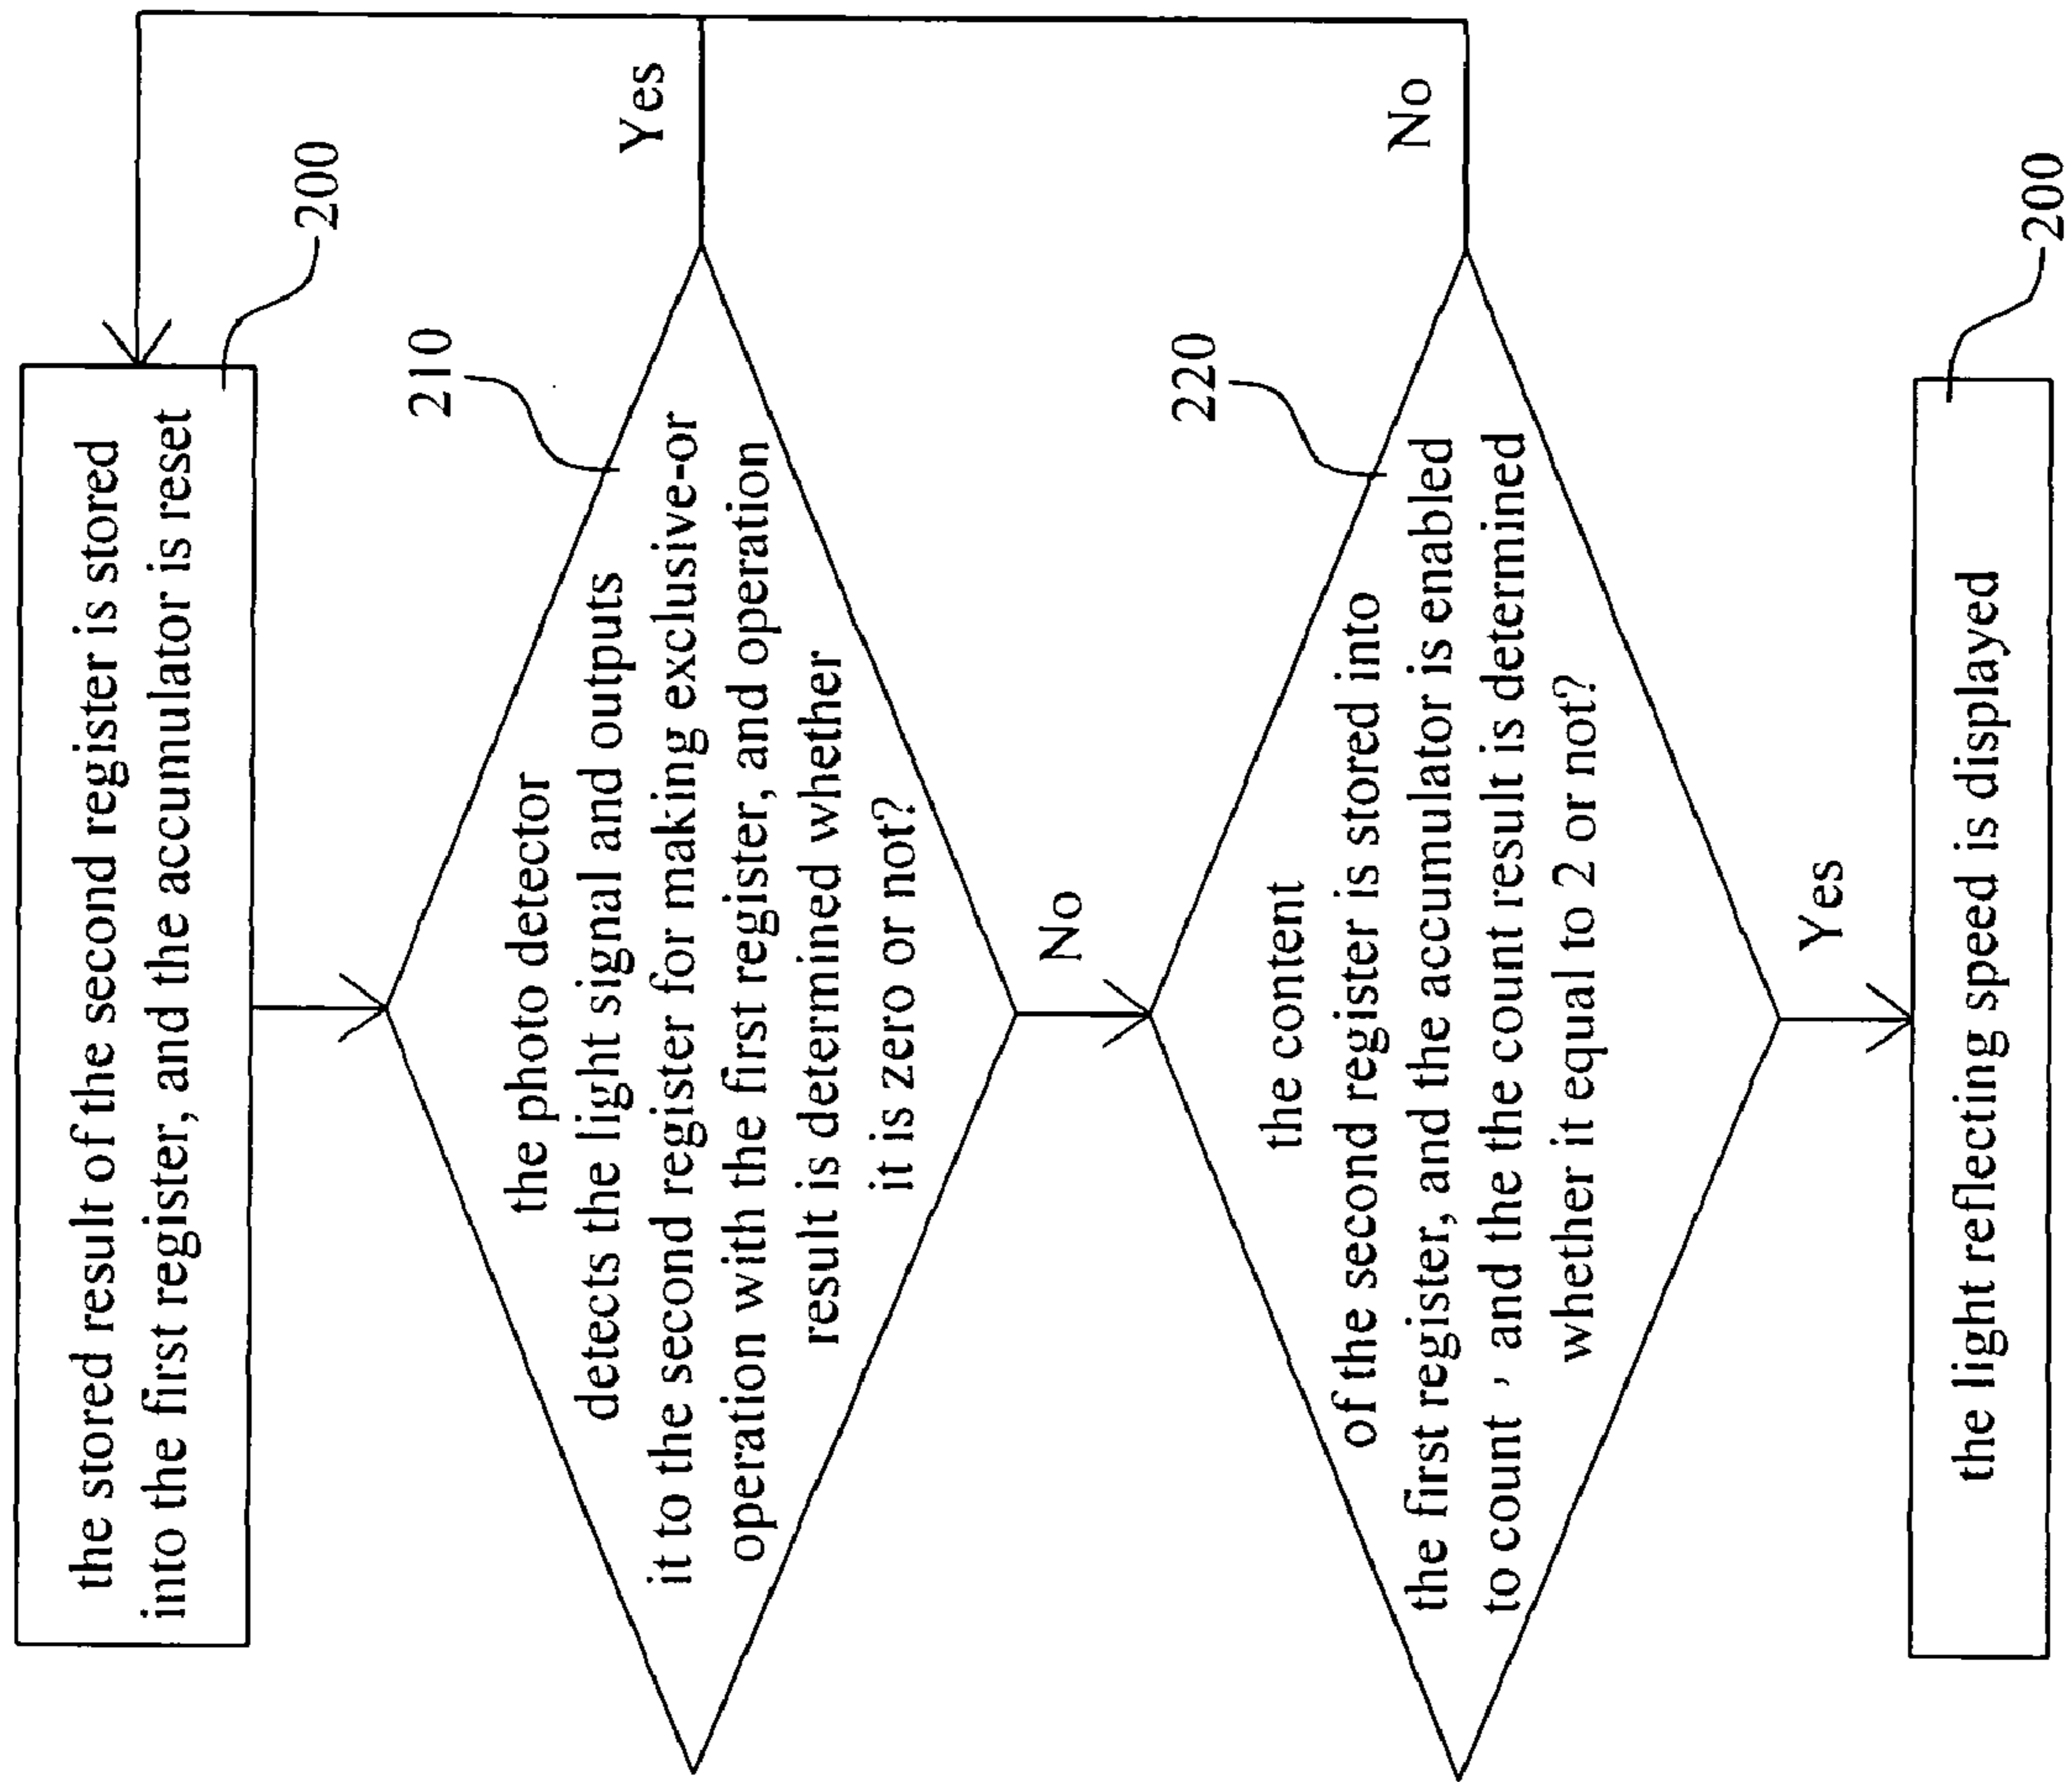 the stored result of the second register is stored
into the first register, and the accumulator is reset
200
210
the photo detector
detects the light signal and outputs
it to the second register for making exclusive-or
operation with the first register, and operation
result is determined whether
it is zero or not?
Yes
No
220
the content
of the second register is stored into
the first register, and the accumulator is enabled
to count , and the the count result is determined
whether it equal to 2 or not?
No
Yes
the light reflecting speed is displayed
200